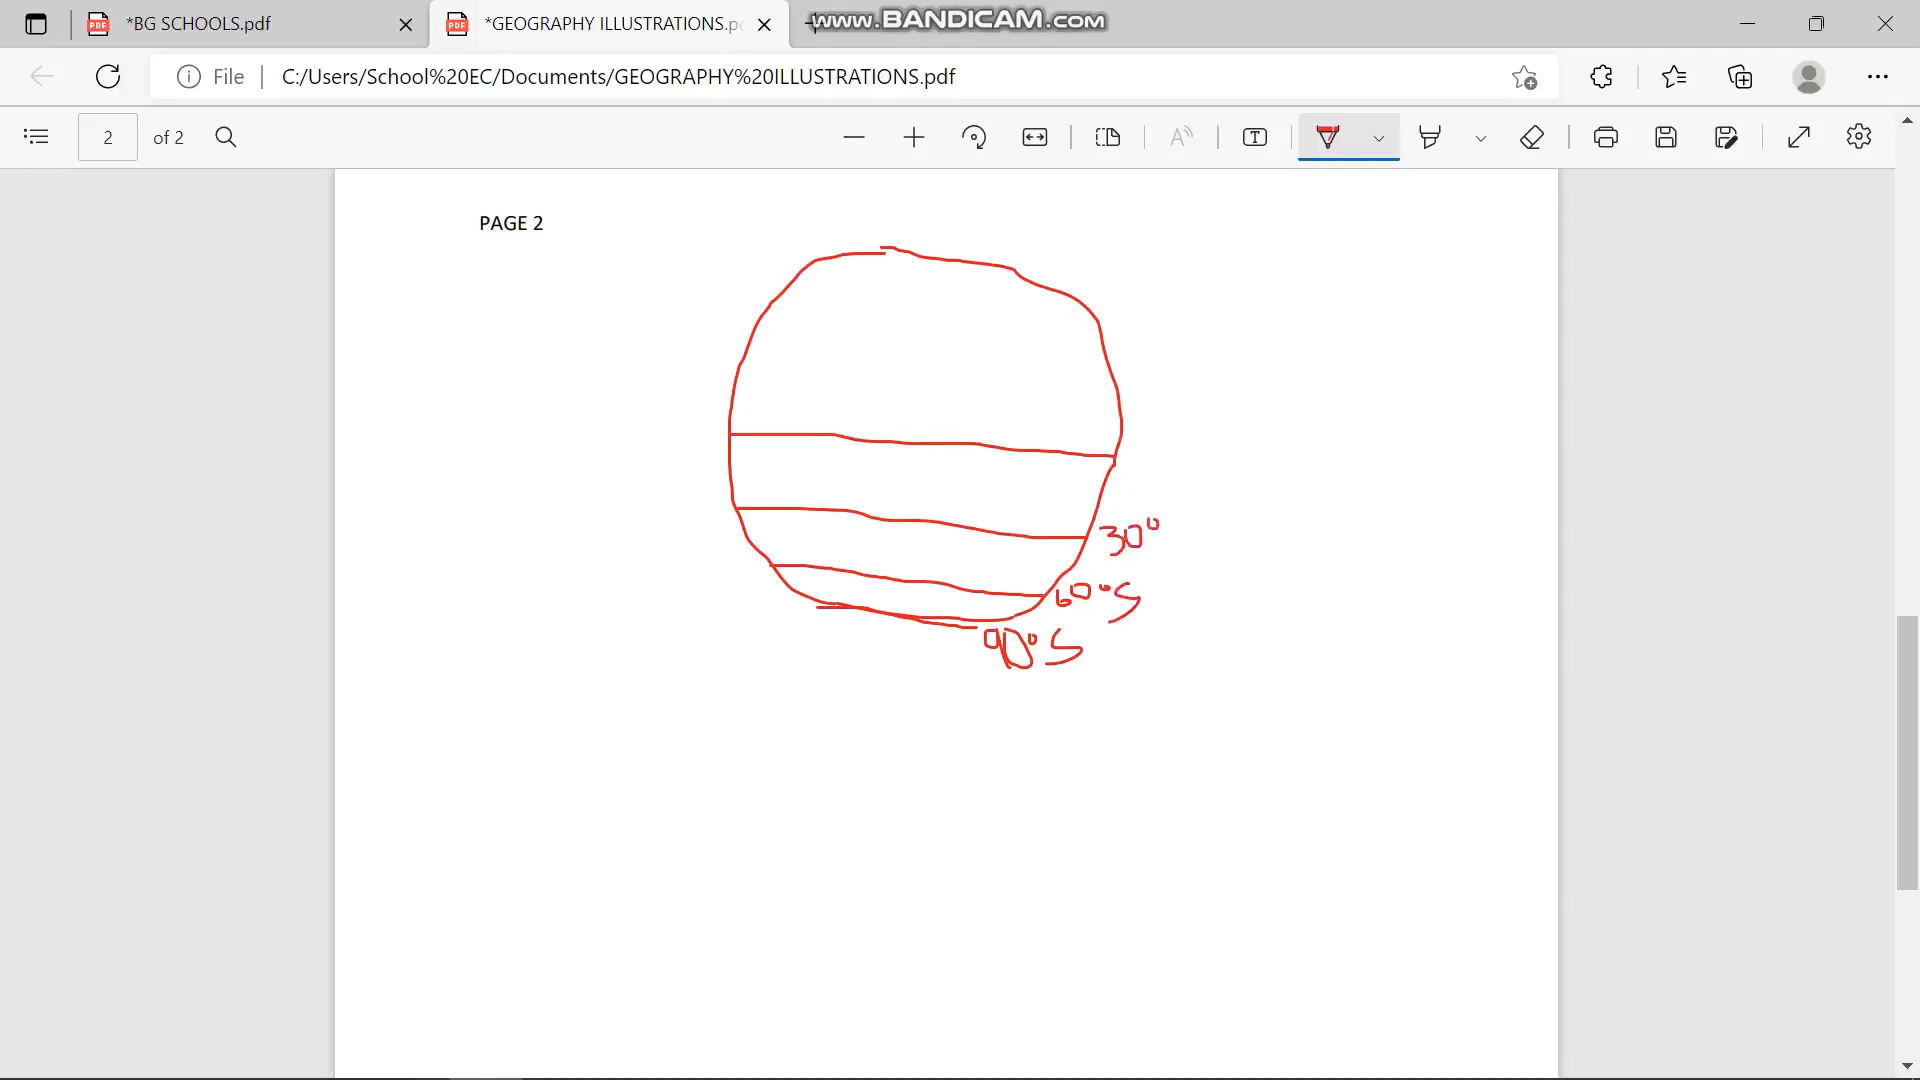 *BG SCHOOLS.pdf
*GEOGRAPHY ILLUSTRATIONS.p
www.BANDICAM.COM
File
C:/Users/School%20EC/Documents/GEOGRAPHY%20ILLUSTRATIONS.pdf
2 of 2
PAGE 2
30°
60°S
90°S